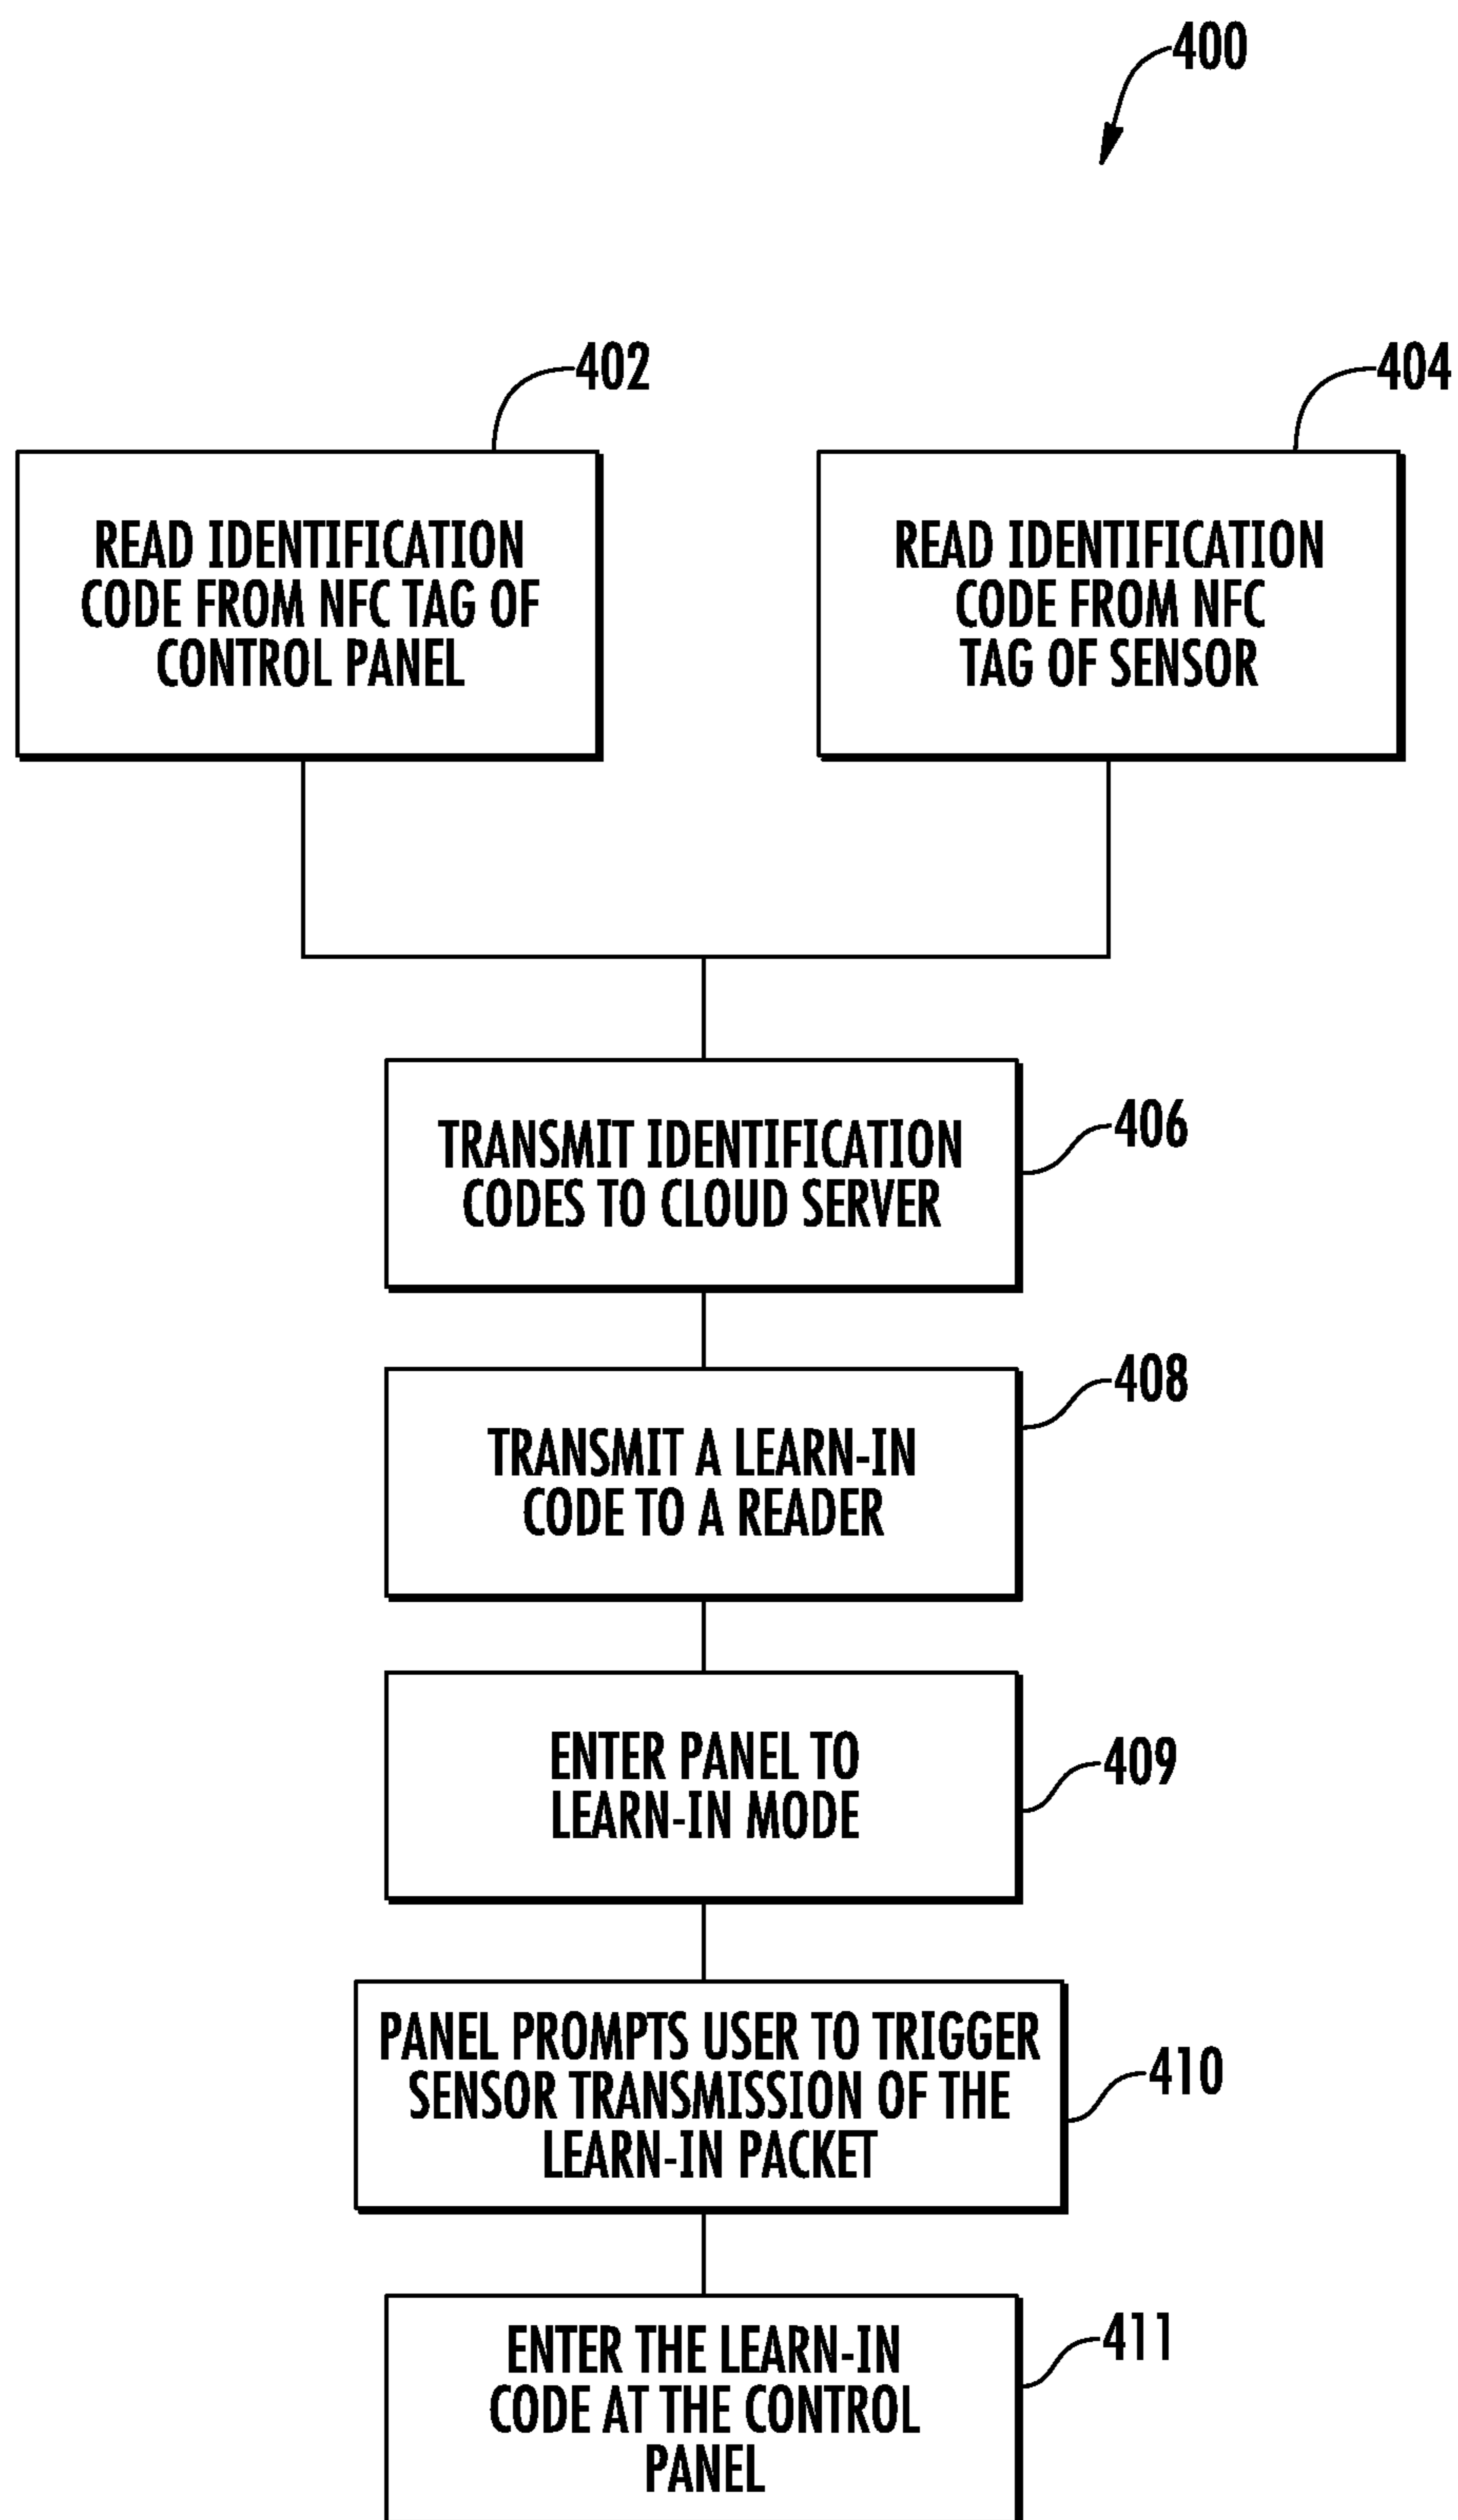 400
402
404
READ IDENTIFICATION
CODE FROM NFC TAG OF
CONTROL PANEL
READ IDENTIFICATION
CODE FROM NFC
TAG OF SENSOR
TRANSMIT IDENTIFICATION
CODES TO CLOUD SERVER
406
TRANSMIT A LEARN-IN
CODE TO A READER
408
ENTER PANEL TO
LEARN-IN MODE
409
PANEL PROMPTS USER TO TRIGGER
SENSOR TRANSMISSION OF THE
LEARN-IN PACKET
410
ENTER THE LEARN-IN
CODE AT THE CONTROL
PANEL
411